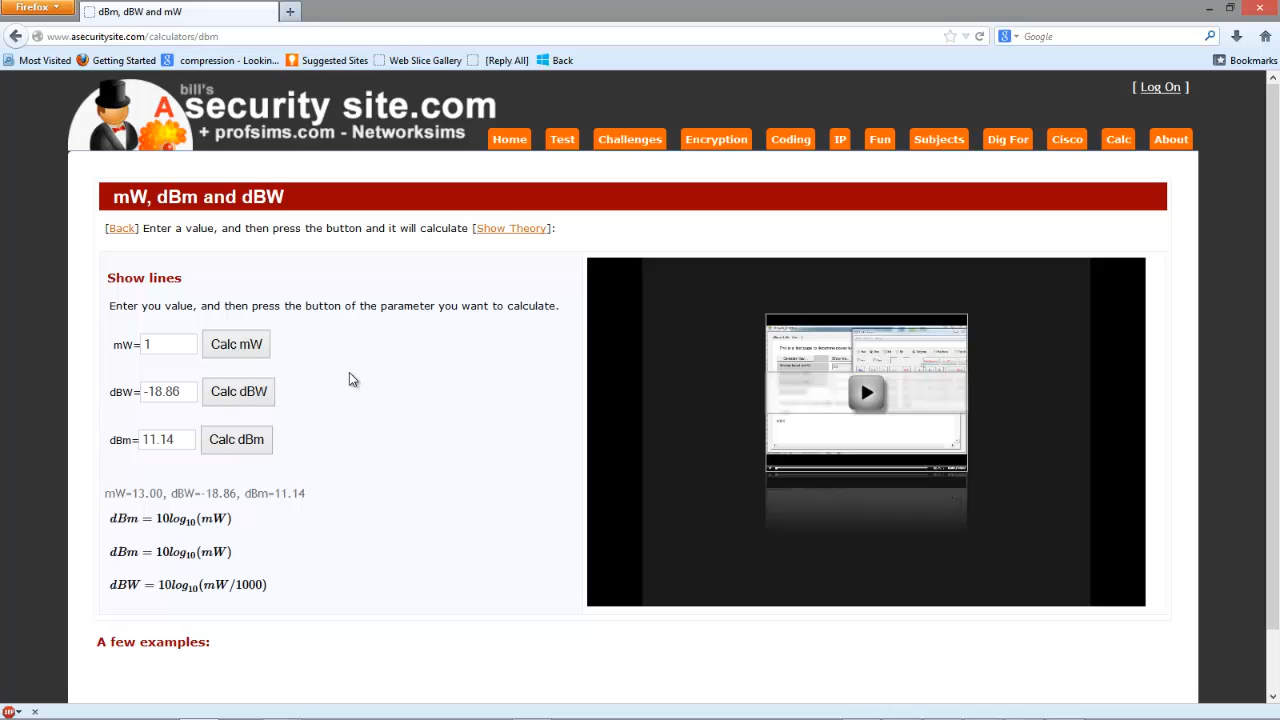 Firefox
dBm, dBW and mW
www.asecuritysite.com/calculators/dbm
Google
Most Visited Getting Started compression - Lookin... Suggested Sites Web Slice Gallery [Reply All] Back Bookmarks
[ Log On ]
bill's
A security site.com
+ profsims.com - Networksims
Home Test Challenges Encryption Coding IP Fun Subjects Dig For Cisco Calc About
mW, dBm and dBW
[Back] Enter a value, and then press the button and it will calculate [Show Theory]:
Show lines
Enter you value, and then press the button of the parameter you want to calculate.
mW= 1 Calc mW
dBW= -18.86 Calc dBW
dBm= 11.14 Calc dBm
mW=13.00, dBW=-18.86, dBm=11.14
dBm = 10log10(mW)
dBm = 10log10(mW)
dBW = 10log10(mW/1000)
A few examples: